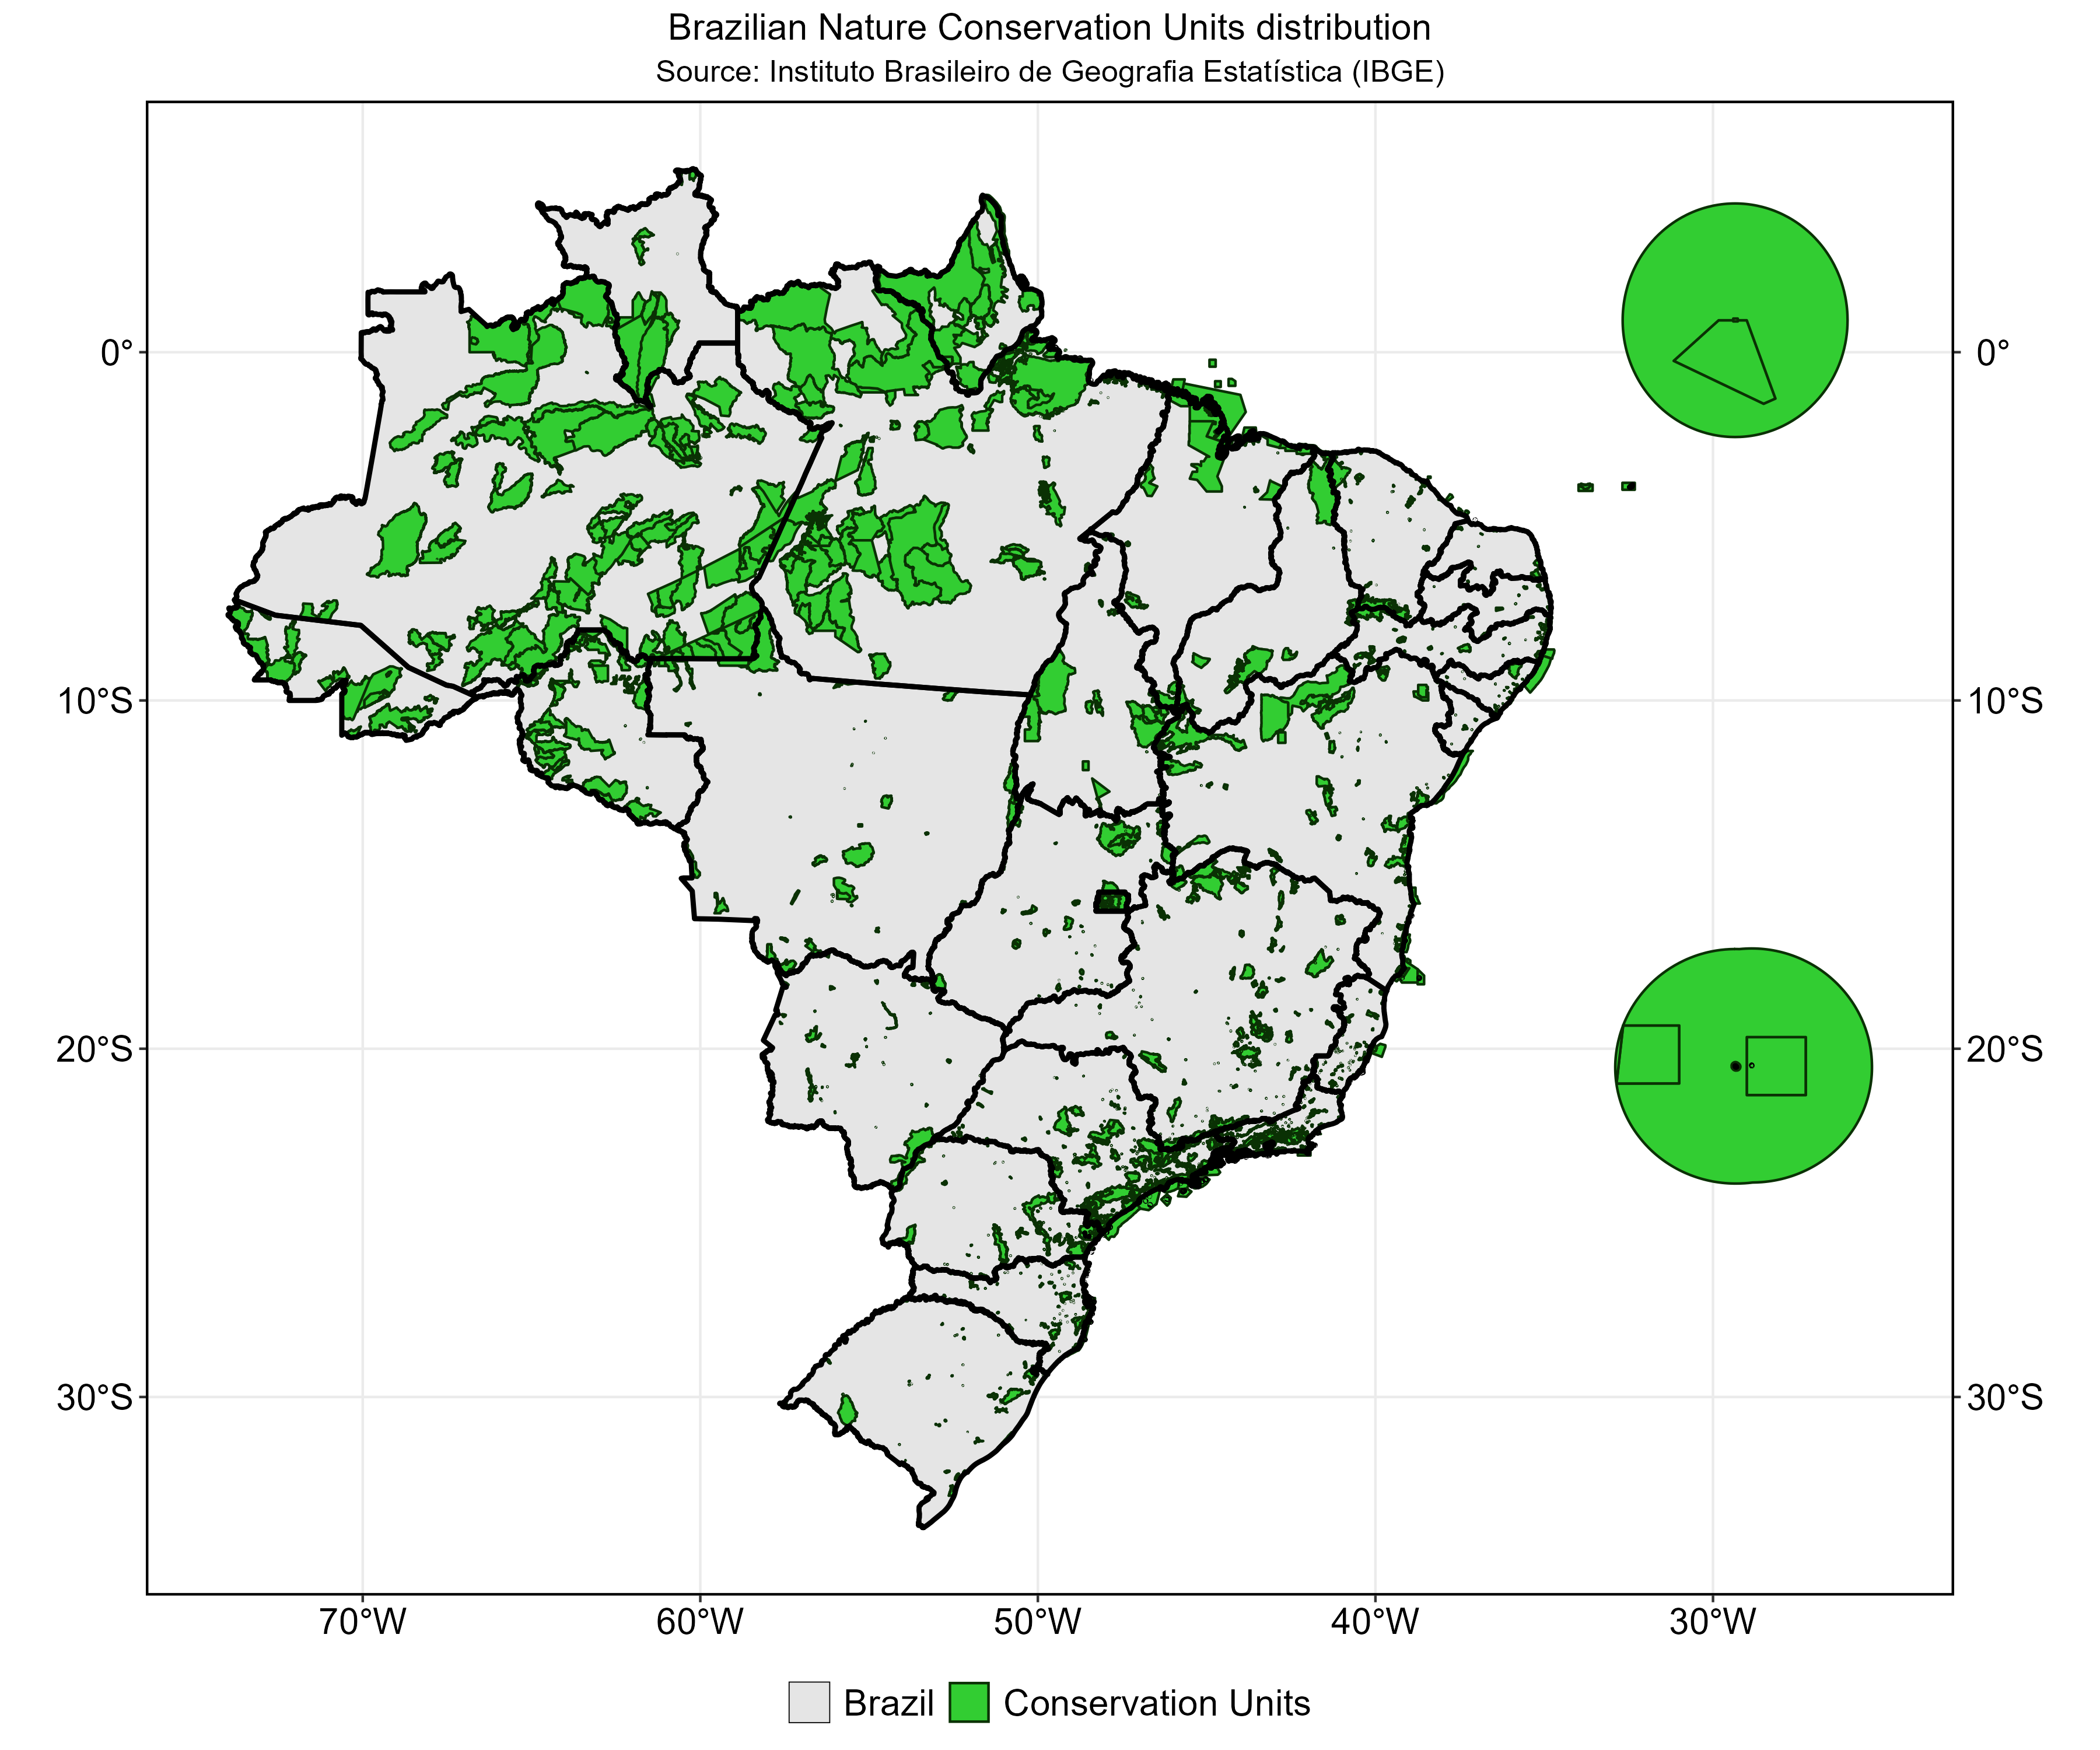 Brazilian Nature Conservation Units distribution
Source: Instituto Brasileiro de Geografia Estatística (IBGE)
0° 0°
10°S 10°S
20°S 20°S
30°S 30°S
70°W 60°W 50°W 40°W 30°W
Brazil Conservation Units